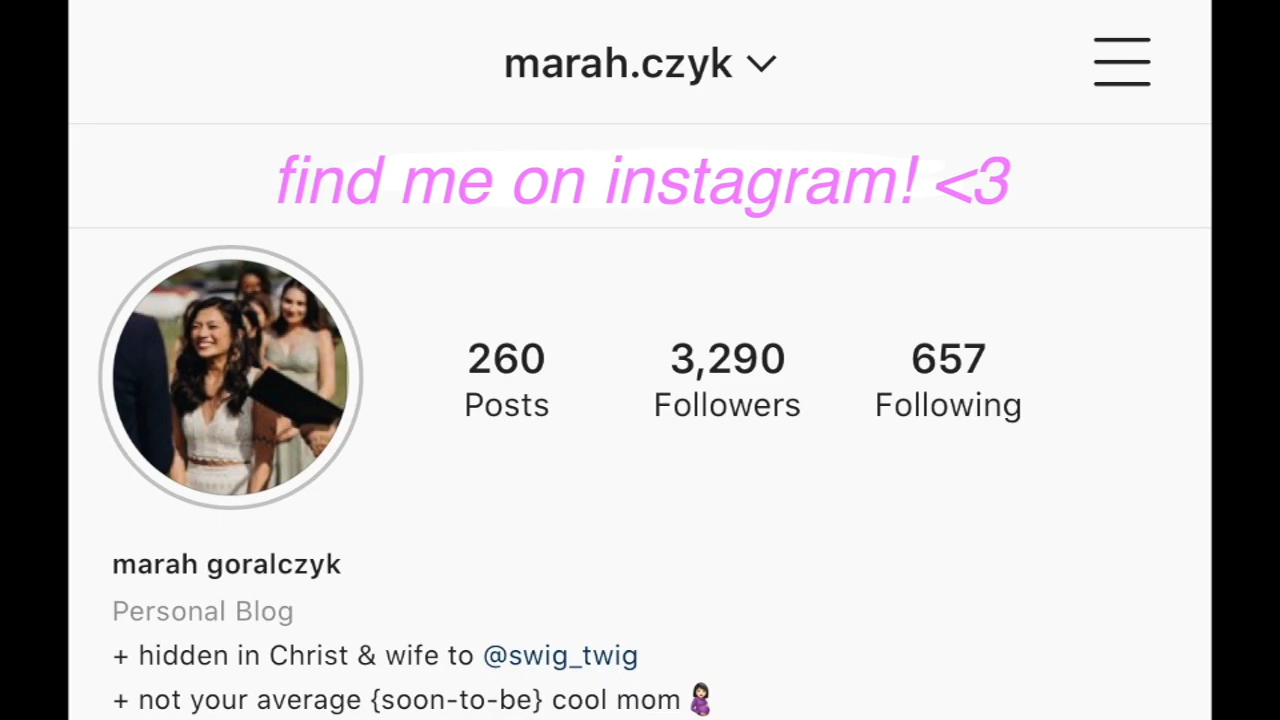 marah.czyk
find me on instagram! <3
260 3,290 657
Posts Followers Following
marah goralczyk
Personal Blog
+ hidden in Christ & wife to @swig_twig
+ not your average {soon-to-be} cool mom 🤰🏻